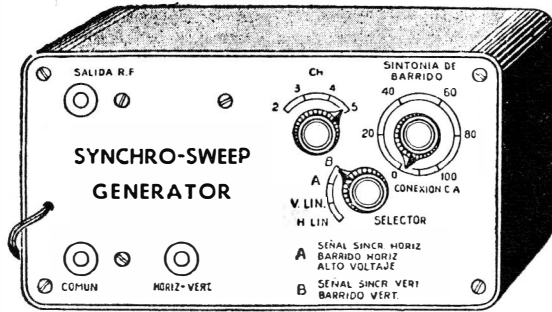 SALIDA R.F
CH
2 3 4 5
SINTONIA DE
BARRIDO
0 20 40 60 80 100
CONEXION C A
SYNCHRO-SWEEP
GENERATOR
B
A
V. LIN.
H LIN
SELECTOR
A SEÑAL SINCR. HORIZ
BARRIDO HORIZ
ALTO VOLTAJE
B SEÑAL SINCR VERT
BARRIDO VERT.
COMUN
HORIZ-VERT.